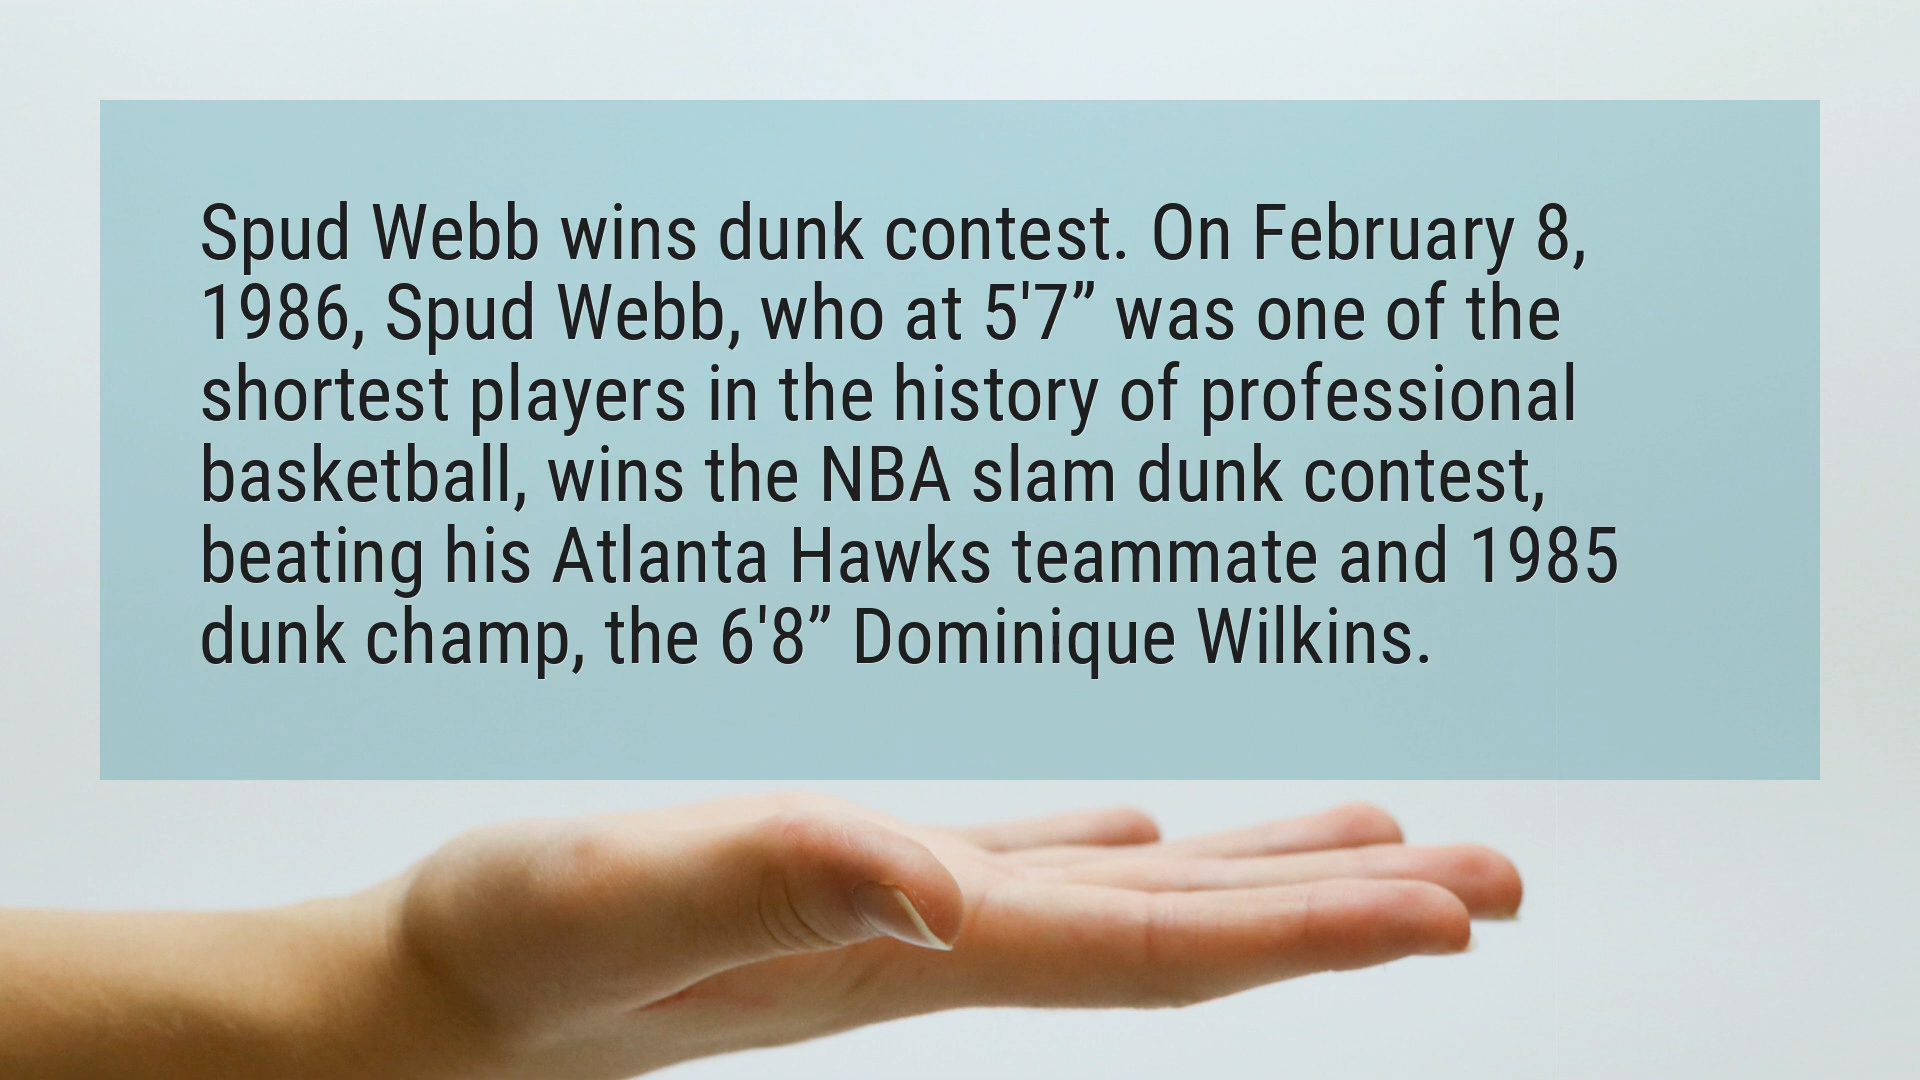 Spud Webb wins dunk contest. On February 8,
1986, Spud Webb, who at 5'7” was one of the
shortest players in the history of professional
basketball, wins the NBA slam dunk contest,
beating his Atlanta Hawks teammate and 1985
dunk champ, the 6'8” Dominique Wilkins.